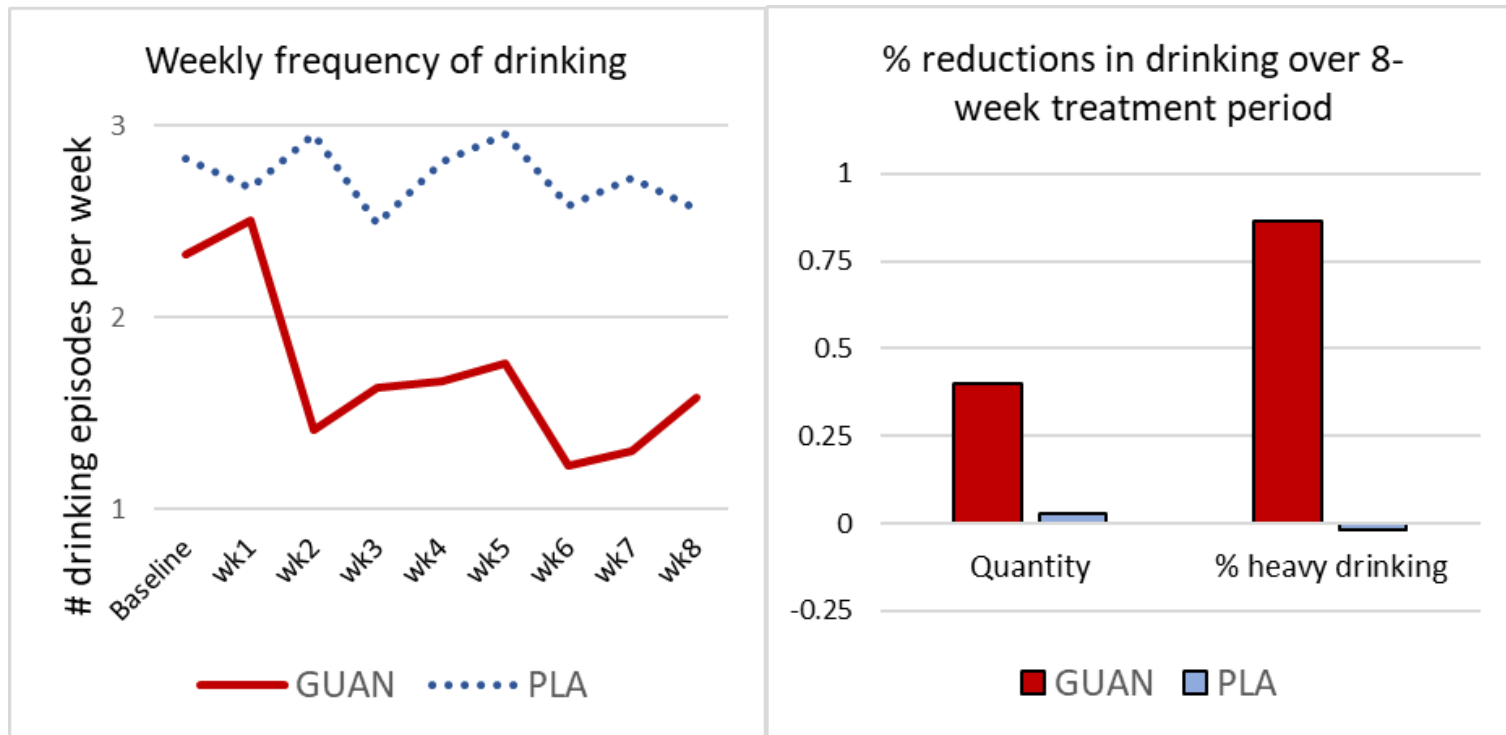 Weekly frequency of drinking
# drinking episodes per week
3
2
1
Baseline
wk1
wk2
wk3
wk4
wk5
wk6
wk7
wk8
GUAN
PLA
% reductions in drinking over 8-
week treatment period
1
0.75
0.5
0.25
0
-0.25
Quantity
% heavy drinking
GUAN
PLA